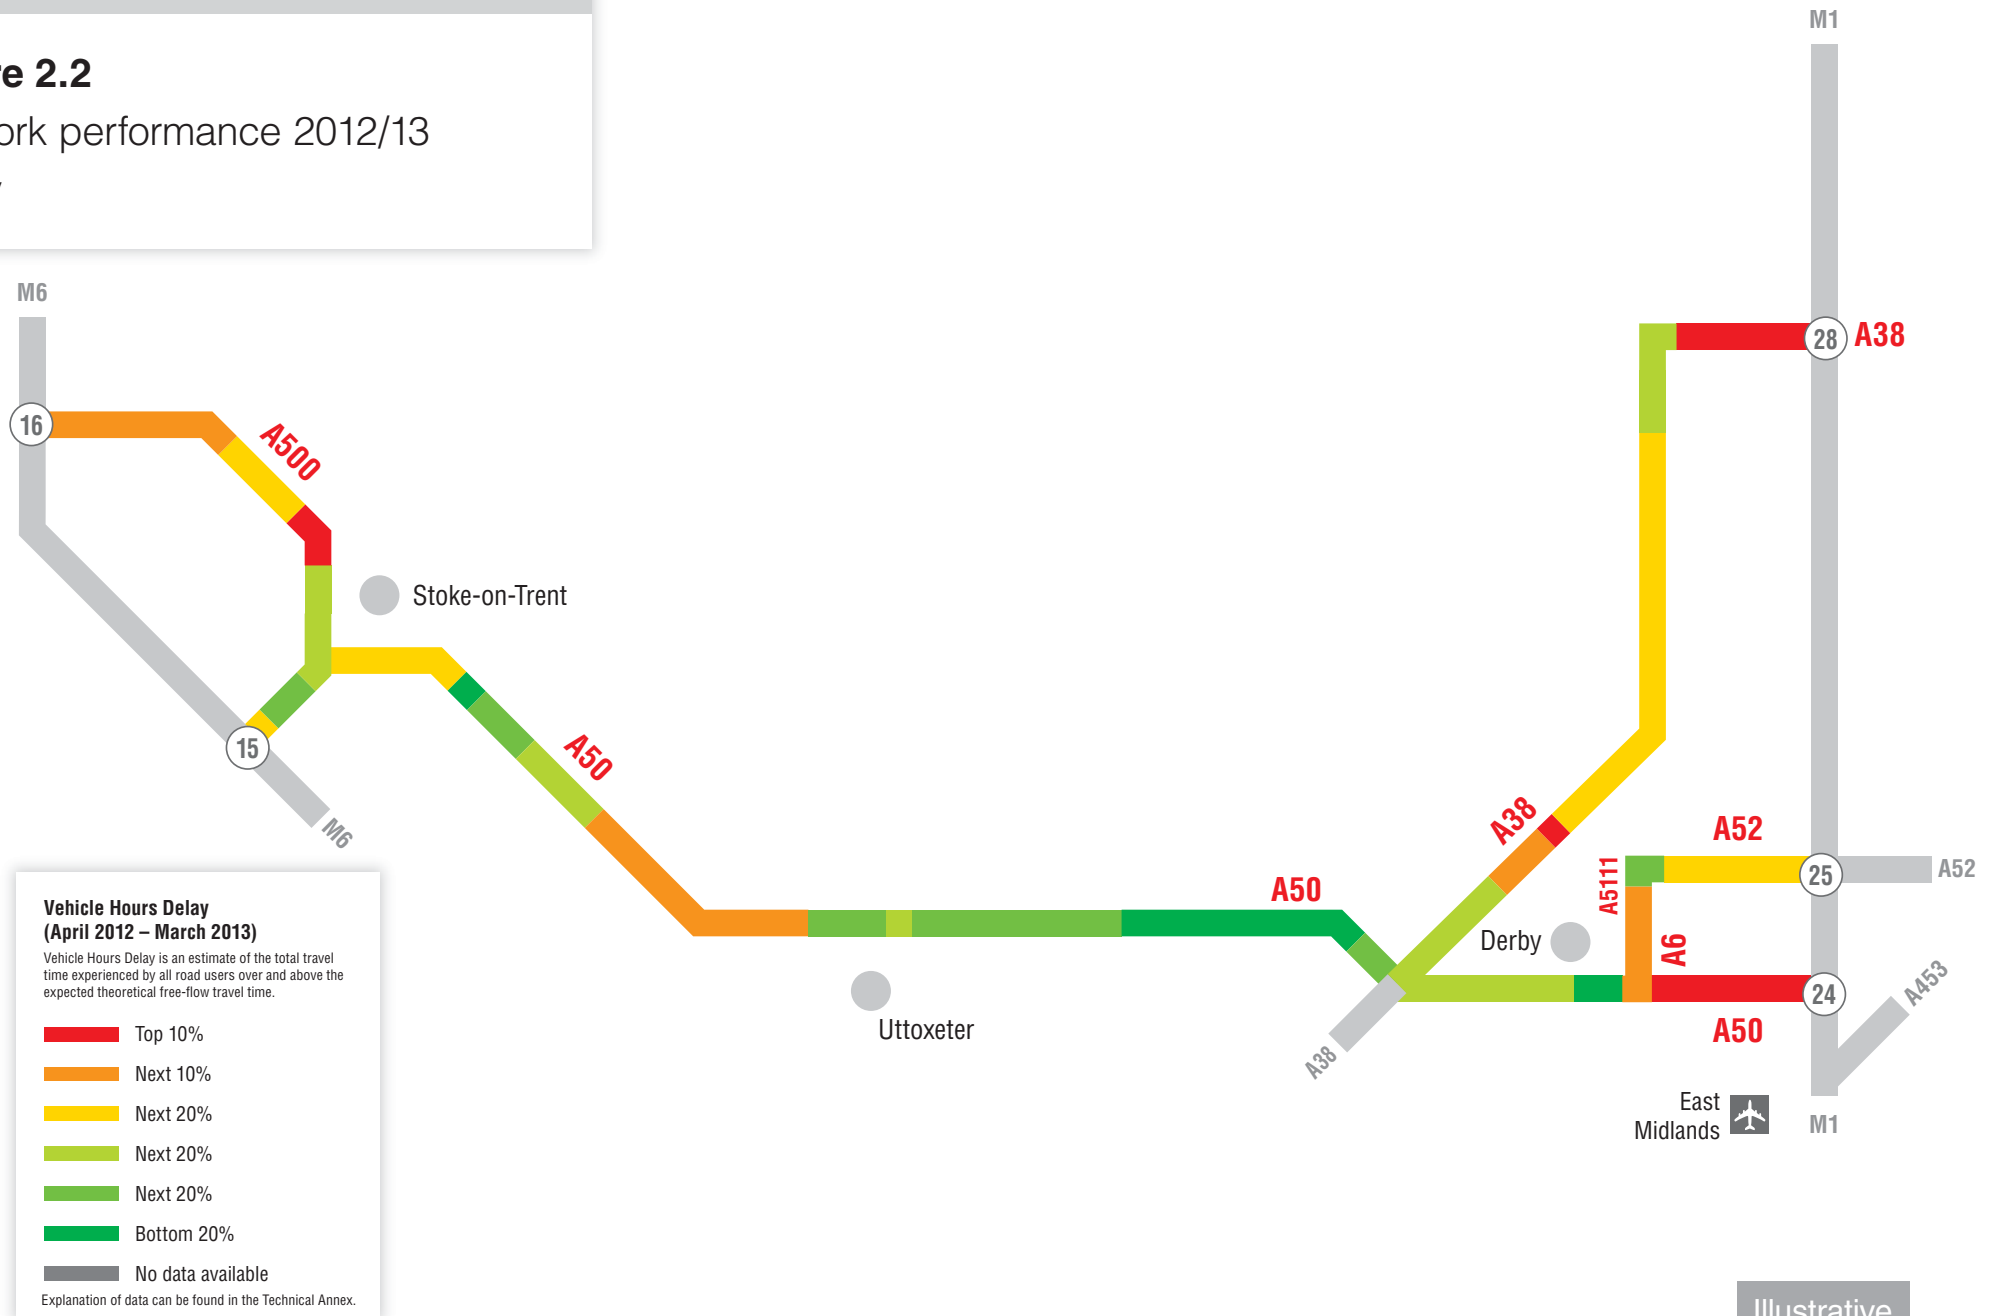 re 2.2
ork performance 2012/13
M1
M6
28
A38
16
A500
Stoke-on-Trent
15
M6
A50
A38
A52
A50
A5111
25
A52
Derby
A6
24
A453
A50
Uttoxeter
A38
East
Midlands
M1
Vehicle Hours Delay
(April 2012 – March 2013)
Vehicle Hours Delay is an estimate of the total travel
time experienced by all road users over and above the
expected theoretical free-flow travel time.
Top 10%
Next 10%
Next 20%
Next 20%
Next 20%
Bottom 20%
No data available
Explanation of data can be found in the Technical Annex.
Illustrative